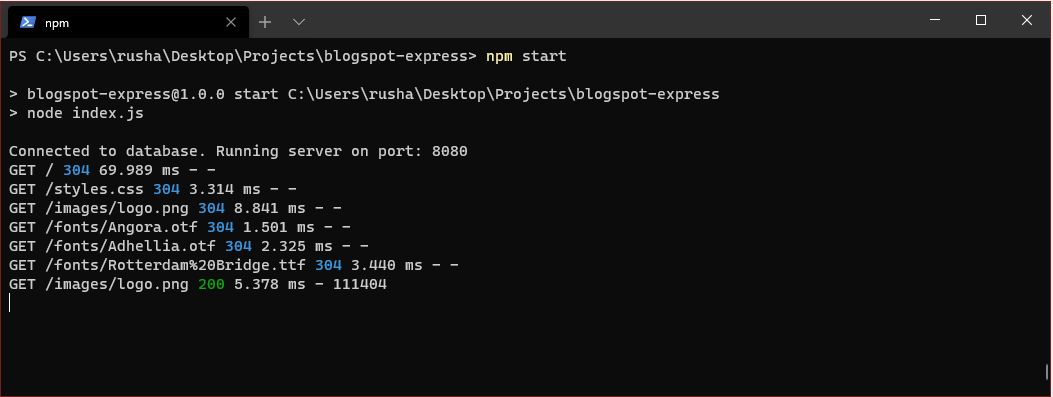 npm
PS C:\Users\rusha\Desktop\Projects\blogspot-express> npm start
> blogspot-express@1.0.0 start C:\Users\rusha\Desktop\Projects\blogspot-express
> node index.js
Connected to database. Running server on port: 8080
GET / 304 69.989 ms - -
GET /styles.css 304 3.314 ms - -
GET /images/logo.png 304 8.841 ms - -
GET /fonts/Angora.otf 304 1.501 ms - -
GET /fonts/Adhellia.otf 304 2.325 ms - -
GET /fonts/Rotterdam%20Bridge.ttf 304 3.440 ms - -
GET /images/logo.png 200 5.378 ms - 111404